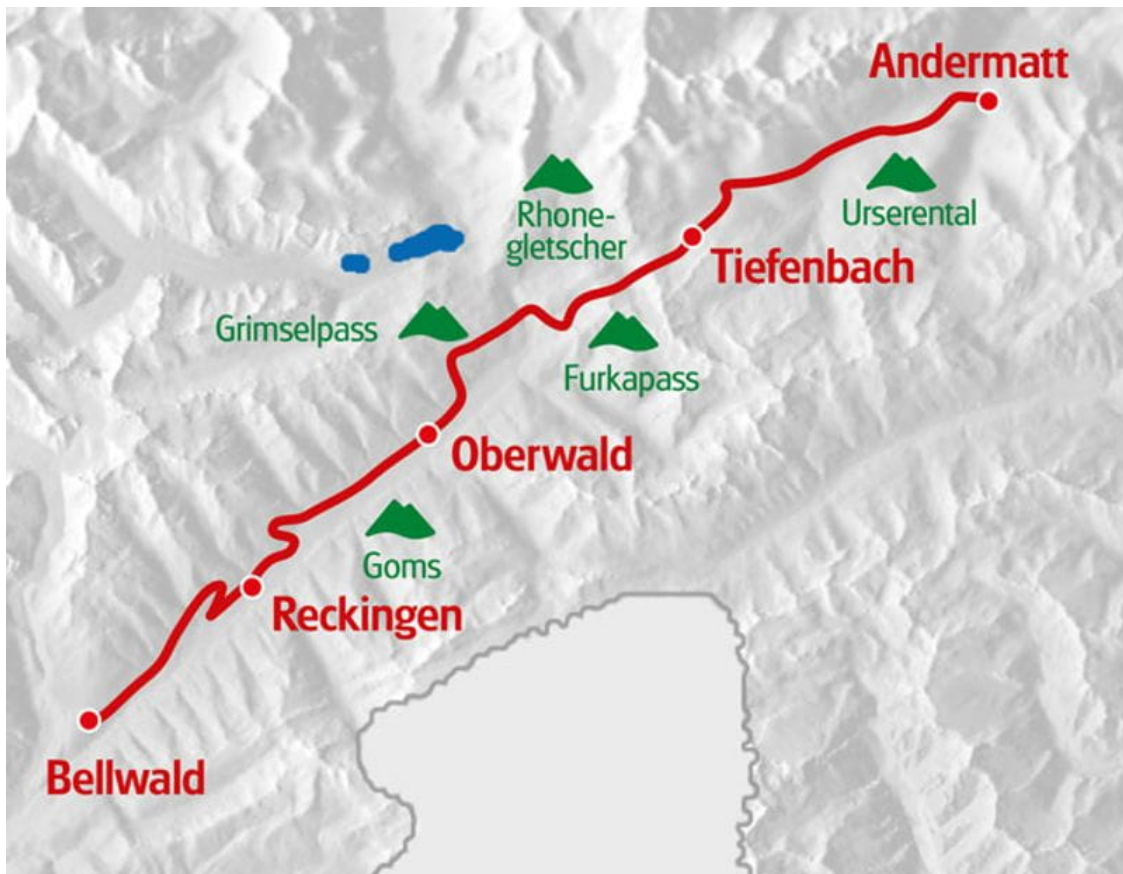 Andermatt
Rhone-
gletscher
Urserental
Tiefenbach
Grimselpass
Furkapass
Oberwald
Goms
Reckingen
Bellwald